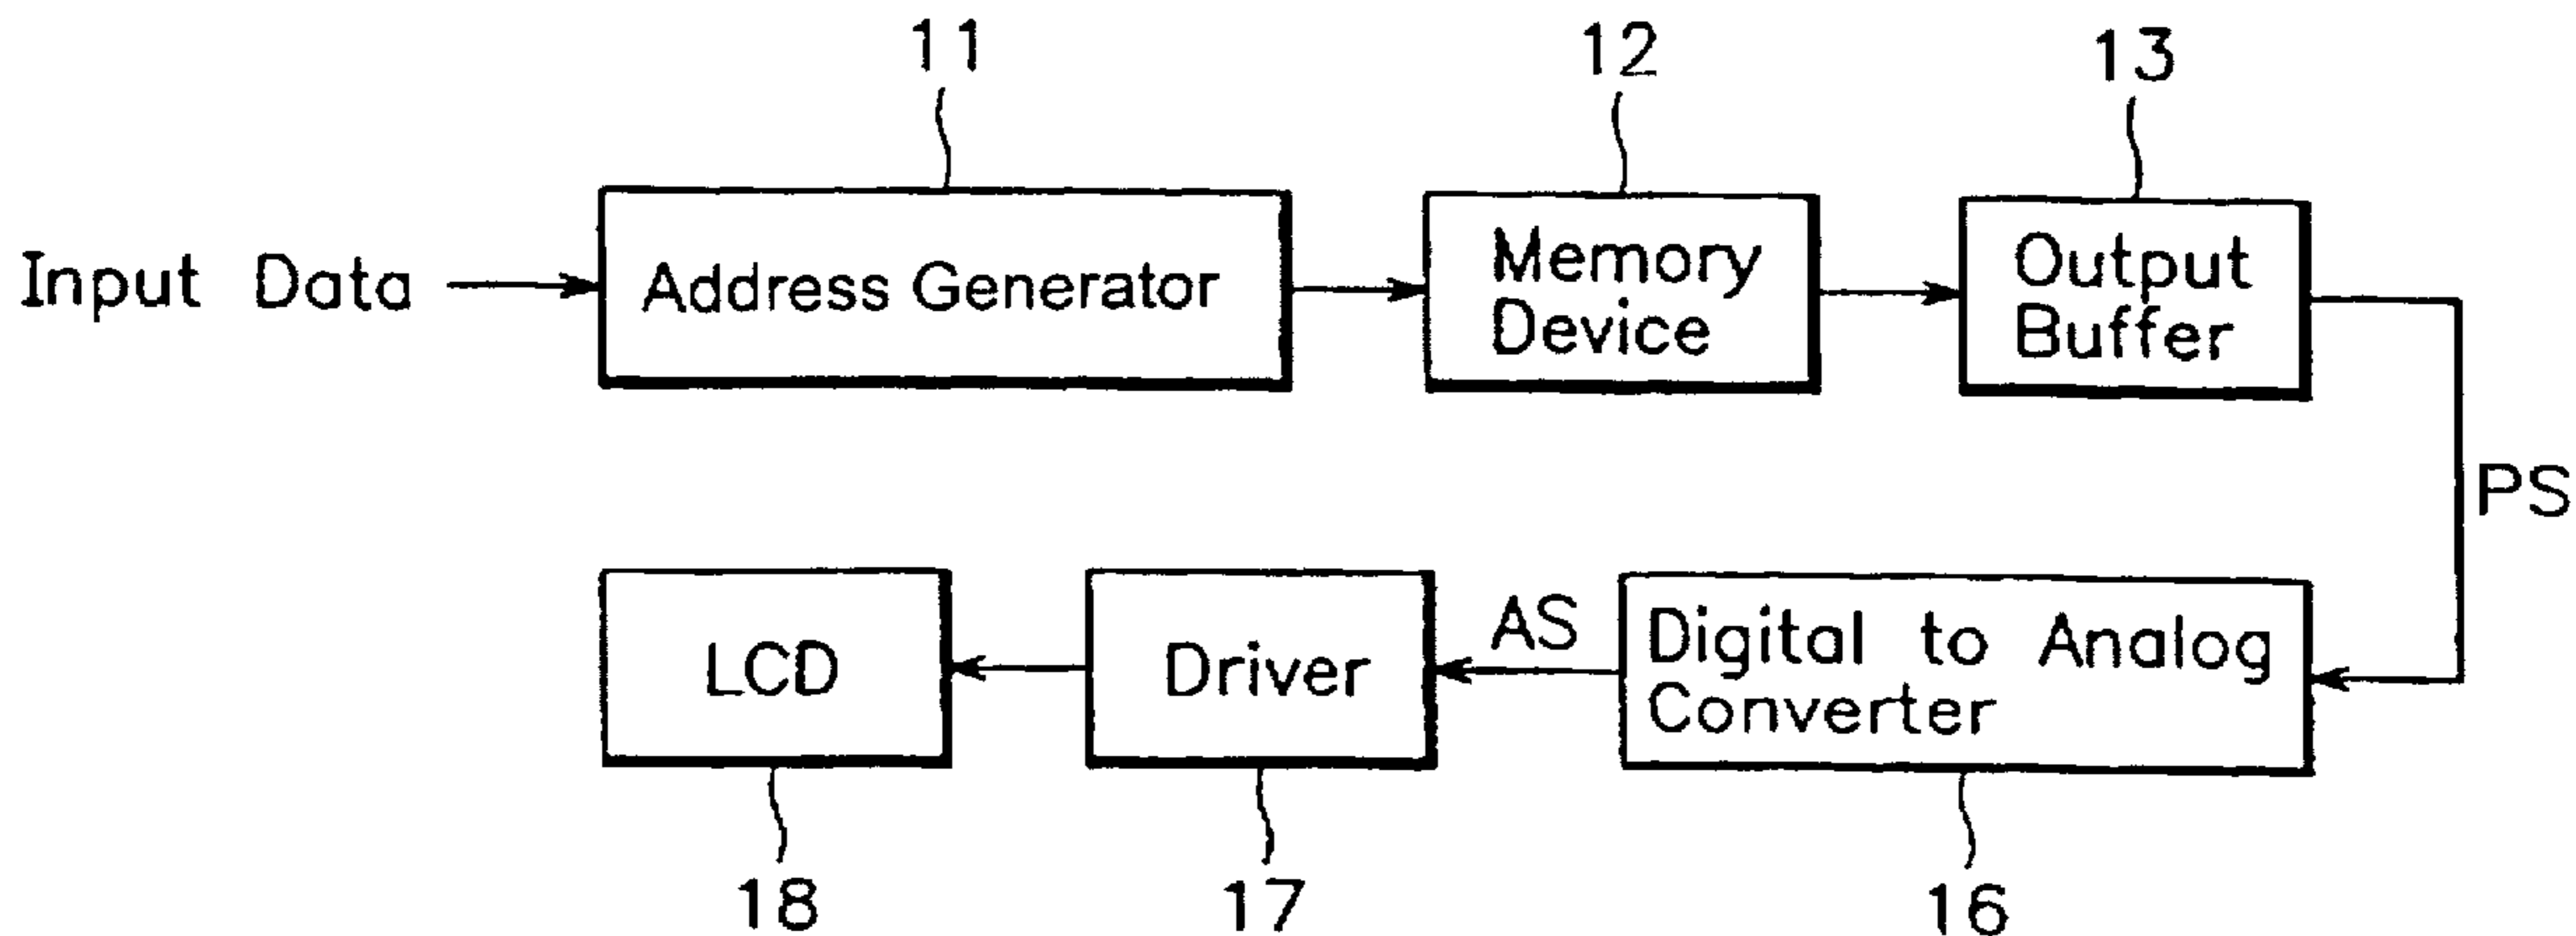 11
12
13
Input Data
Address Generator
Memory
Device
Output
Buffer
PS
LCD
Driver
AS
Digital to Analog
Converter
18
17
16